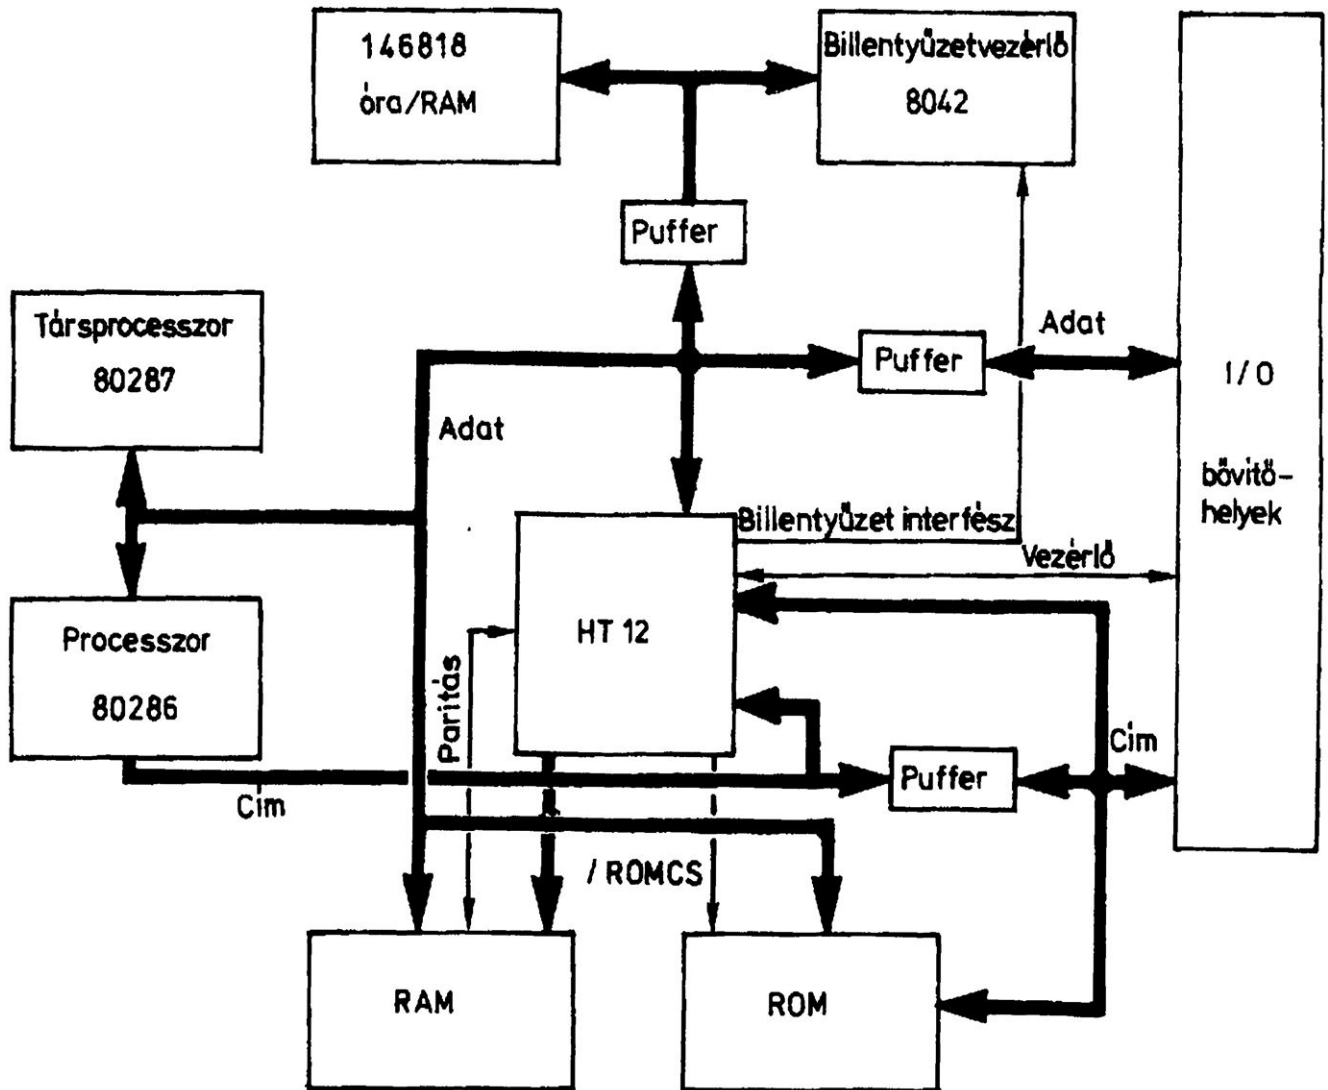 146818
óra/RAM
Billentyűzetvezérlő
8042
Puffer
Társprocesszor
80287
Adat
Puffer
I/O
Adat
bővítő-
helyek
Billentyűzet interfész
Vezérlő
Processzor
80286
HT 12
Paritás
Cím
Puffer
Cím
/ ROMCS
RAM
ROM